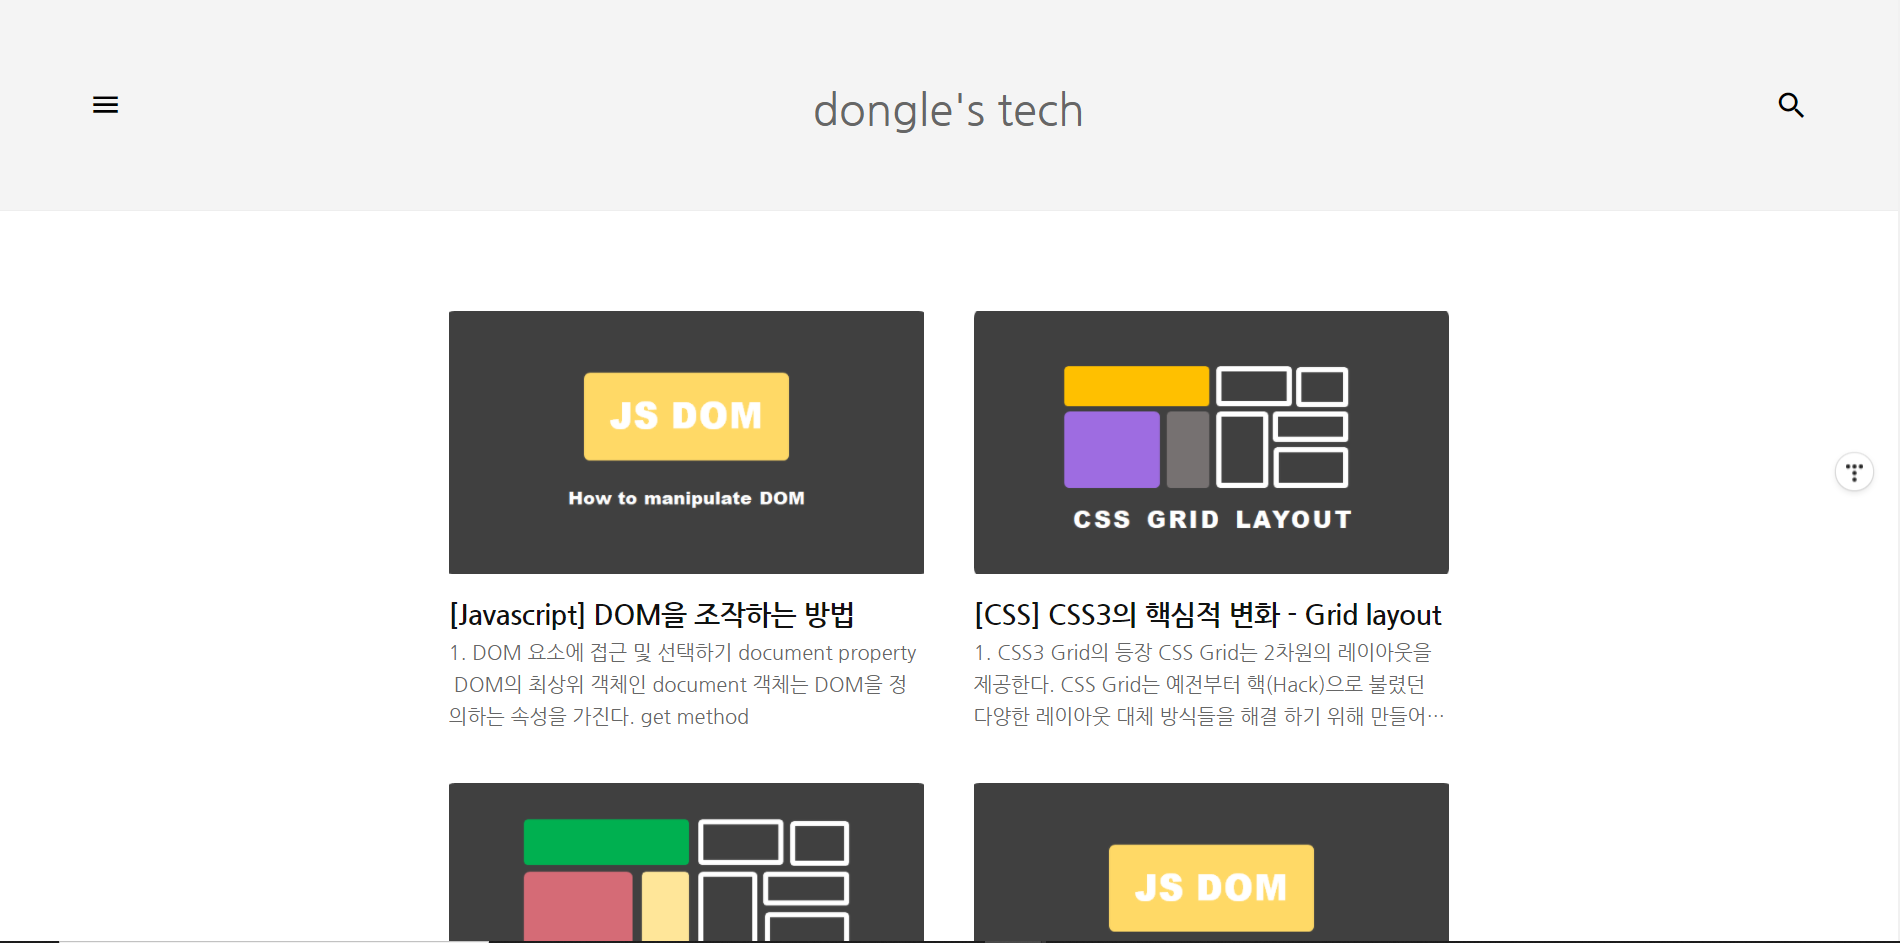 dongle's tech
JS DOM
How to manipulate DOM
CSS GRID LAYOUT
[Javascript] DOM을 조작하는 방법
1. DOM 요소에 접근 및 선택하기 document property
DOM의 최상위 객체인 document 객체는 DOM을 정
의하는 속성을 가진다. get method
[CSS] CSS3의 핵심적 변화 - Grid layout
1. CSS3 Grid의 등장 CSS Grid는 2차원의 레이아웃을
제공한다. CSS Grid는 예전부터 핵(Hack)으로 불렸던
다양한 레이아웃 대체 방식들을 해결 하기 위해 만들어…
JS DOM